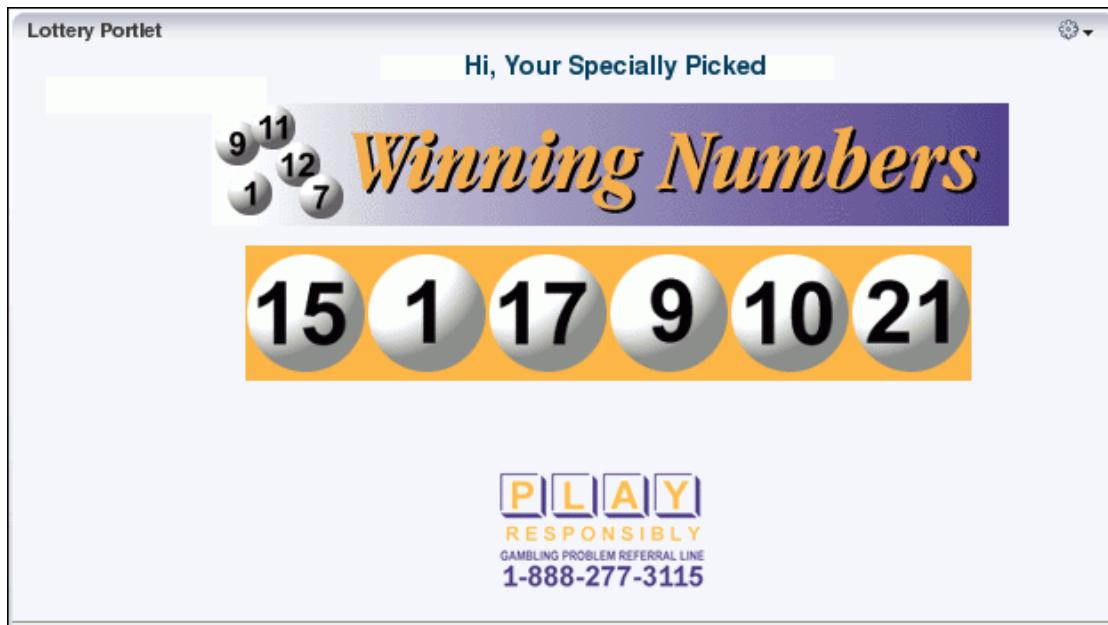 Lottery Portlet
Hi, Your Specially Picked
9 11 12 1 7
Winning Numbers
15 1 17 9 10 21
PLAY
RESPONSIBLY
GAMBLING PROBLEM REFERRAL LINE
1-888-277-3115